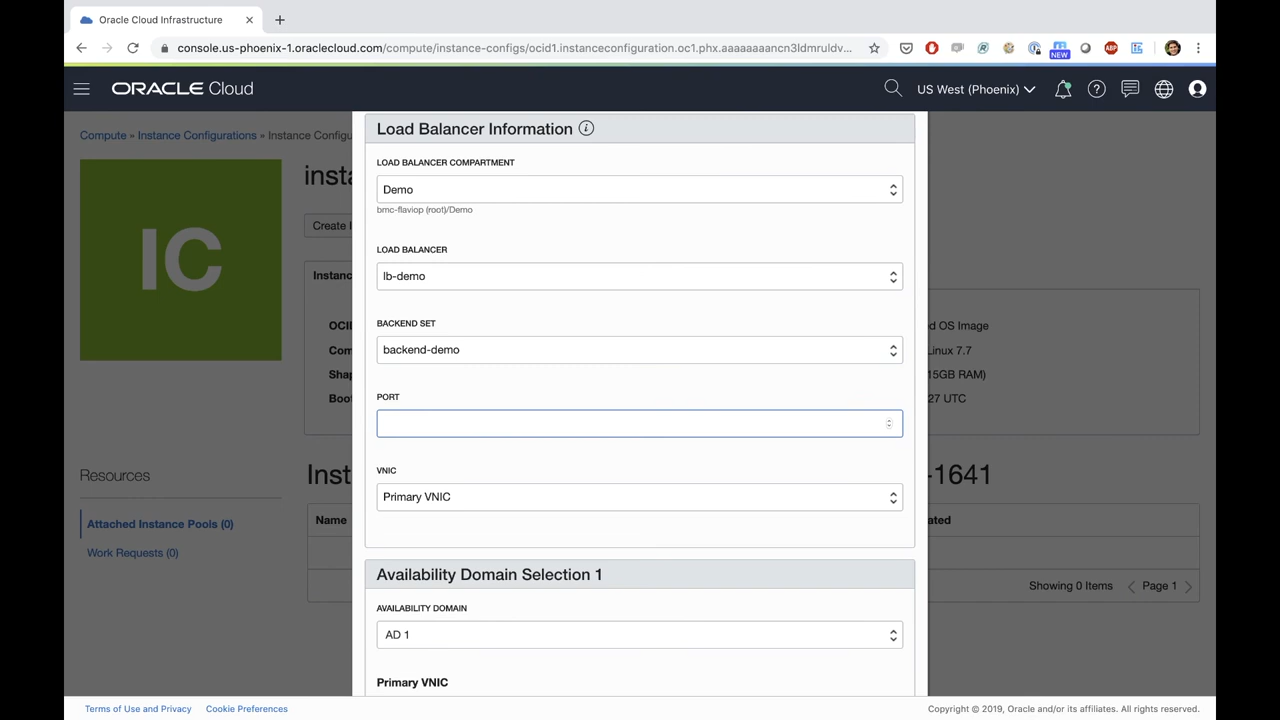 Oracle Cloud Infrastructure
console.us-phoenix-1.oraclecloud.com/compute/instance-configs/ocid1.instanceconfiguration.oc1.phx.aaaaaaaancn3ldmruldv...
NEW
ABP
ORACLE Cloud
US West (Phoenix)
Compute » Instance Configurations » Instance Configu
Load Balancer Information
LOAD BALANCER COMPARTMENT
Demo
bmc-flaviop (root)/Demo
LOAD BALANCER
lb-demo
BACKEND SET
backend-demo
PORT
VNIC
Primary VNIC
Availability Domain Selection 1
AVAILABILITY DOMAIN
AD 1
Primary VNIC
IC
inst
Create I
Instanc
OCI
d OS Image
Com
Linux 7.7
Sha
15GB RAM)
Boo
27 UTC
Resources
Attached Instance Pools (0)
Work Requests (0)
Inst
-1641
Name
ated
Showing 0 Items
Page 1
Terms of Use and Privacy
Cookie Preferences
Copyright © 2019, Oracle and/or its affiliates. All rights reserved.